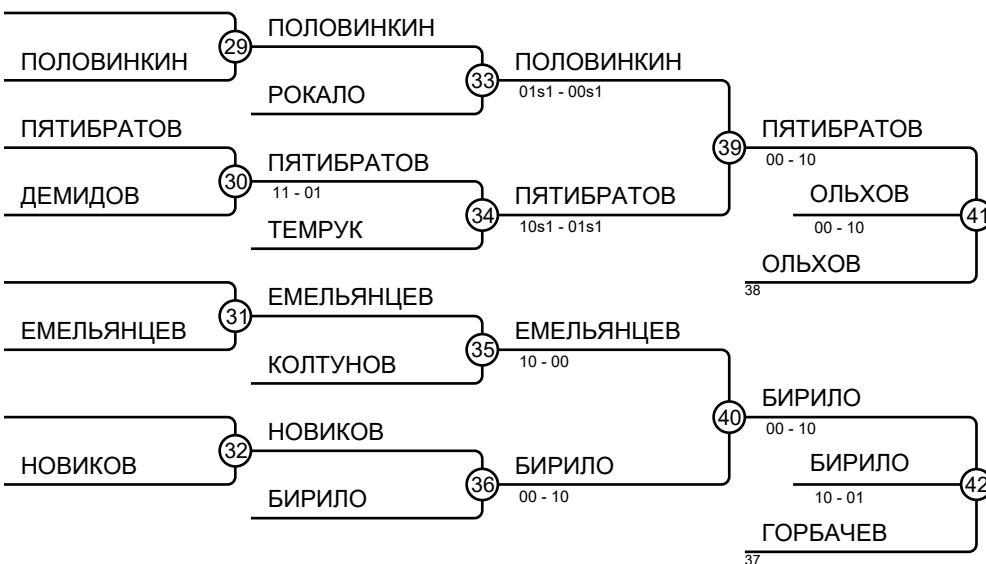 ПОЛОВИНКИН
29
ПОЛОВИНКИН
РОКАЛО
33
ПОЛОВИНКИН
01s1 - 00s1
ПЯТИБРАТОВ
ДЕМИДОВ
30
ПЯТИБРАТОВ
11 - 01
ТЕМРУК
34
ПЯТИБРАТОВ
10s1 - 01s1
39
ПЯТИБРАТОВ
00 - 10
ОЛЬХОВ
00 - 10
41
ОЛЬХОВ
38
ЕМЕЛЬЯНЦЕВ
31
ЕМЕЛЬЯНЦЕВ
КОЛТУНОВ
35
ЕМЕЛЬЯНЦЕВ
10 - 00
НОВИКОВ
32
НОВИКОВ
БИРИЛО
36
БИРИЛО
00 - 10
40
БИРИЛО
00 - 10
БИРИЛО
10 - 01
42
ГОРБАЧЕВ
37